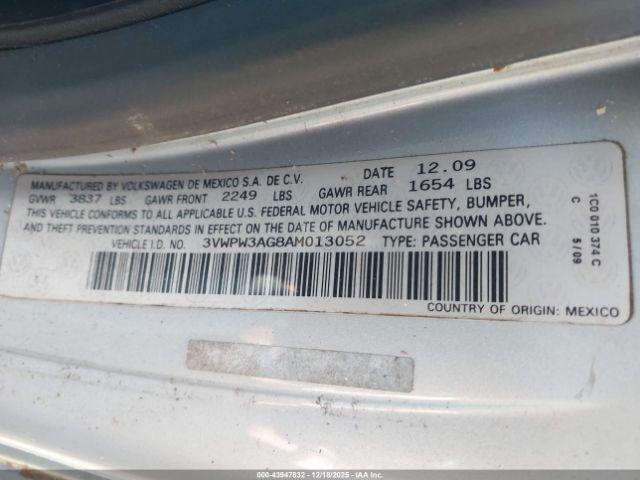 MANUFACTURED BY VOLKSWAGEN DE MEXICO S.A. DE C.V. DATE 12.09
GVWR 3837 LBS GAWR FRONT 2249 LBS GAWR REAR 1654 LBS
THIS VEHICLE CONFORMS TO ALL APPLICABLE U.S. FEDERAL MOTOR VEHICLE SAFETY, BUMPER,
AND THEFT PREVENTION STANDARDS IN EFFECT ON THE DATE OF MANUFACTURE SHOWN ABOVE.
VEHICLE I.D. NO. 3VWPW3AG8AM013052 TYPE: PASSENGER CAR
COUNTRY OF ORIGIN: MEXICO
1C0 010 374 C
C 5/09
000-43947832 - 12/18/2025 - COPYRIGHT IAA, INC.